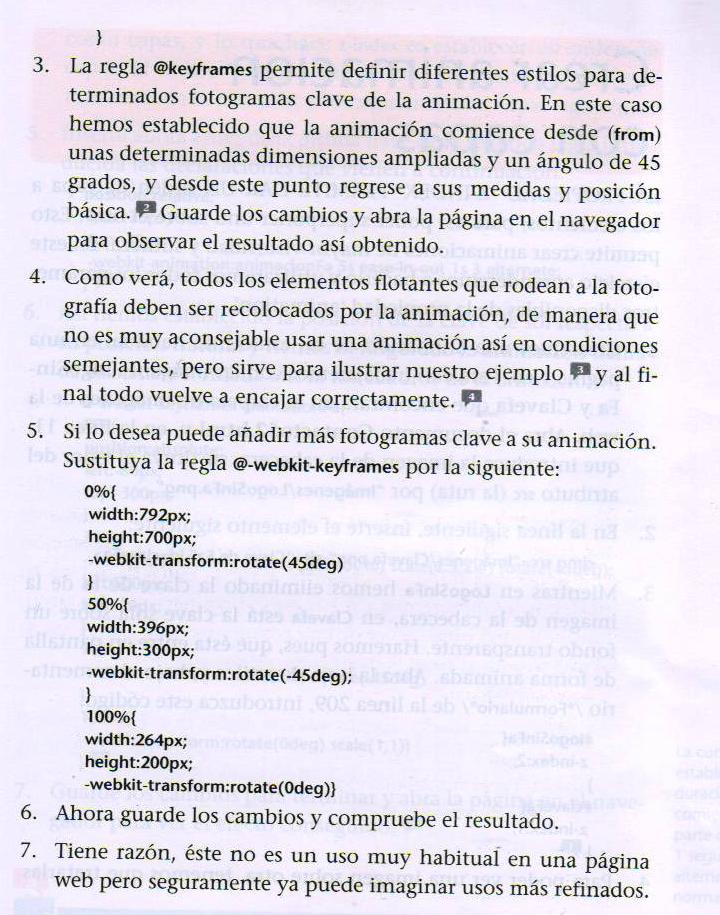 }
3. La regla @keyframes permite definir diferentes estilos para de-
terminados fotogramas clave de la animación. En este caso
hemos establecido que la animación comience desde (from)
unas determinadas dimensiones ampliadas y un ángulo de 45
grados, y desde este punto regrese a sus medidas y posición
básica. 2 Guarde los cambios y abra la página en el navegador
para observar el resultado así obtenido.
4. Como verá, todos los elementos flotantes que rodean a la foto-
grafía deben ser recolocados por la animación, de manera que
no es muy aconsejable usar una animación así en condiciones
semejantes, pero sirve para ilustrar nuestro ejemplo 3 y al fi-
nal todo vuelve a encajar correctamente. 4
5. Si lo desea puede añadir más fotogramas clave a su animación.
Sustituya la regla @-webkit-keyframes por la siguiente:
0%{
width:792px;
height:700px;
-webkit-transform:rotate(45deg)
}
50%{
width:396px;
height:300px;
-webkit-transform:rotate(-45deg);
}
100%{
width:264px;
height:200px;
-webkit-transform:rotate(0deg)}
6. Ahora guarde los cambios y compruebe el resultado.
7. Tiene razón, éste no es un uso muy habitual en una página
web pero seguramente ya puede imaginar usos más refinados.